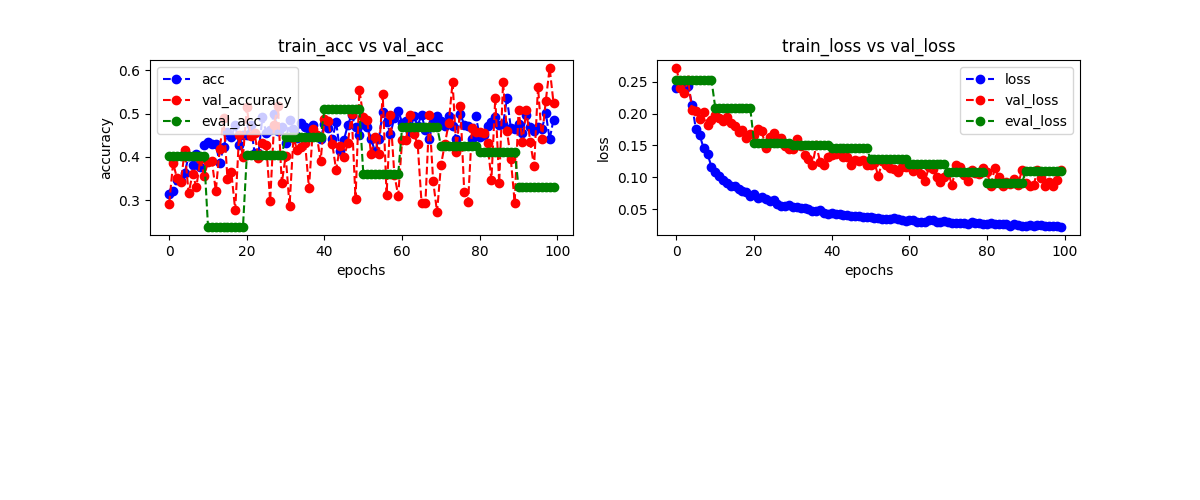 train_acc vs val_acc
0.6
0.5
0.4
0.3
accuracy
acc
val_accuracy
eval_acc
0 20 40 60 80 100
epochs
train_loss vs val_loss
0.25
0.20
0.15
0.10
0.05
loss
loss
val_loss
eval_loss
0 20 40 60 80 100
epochs